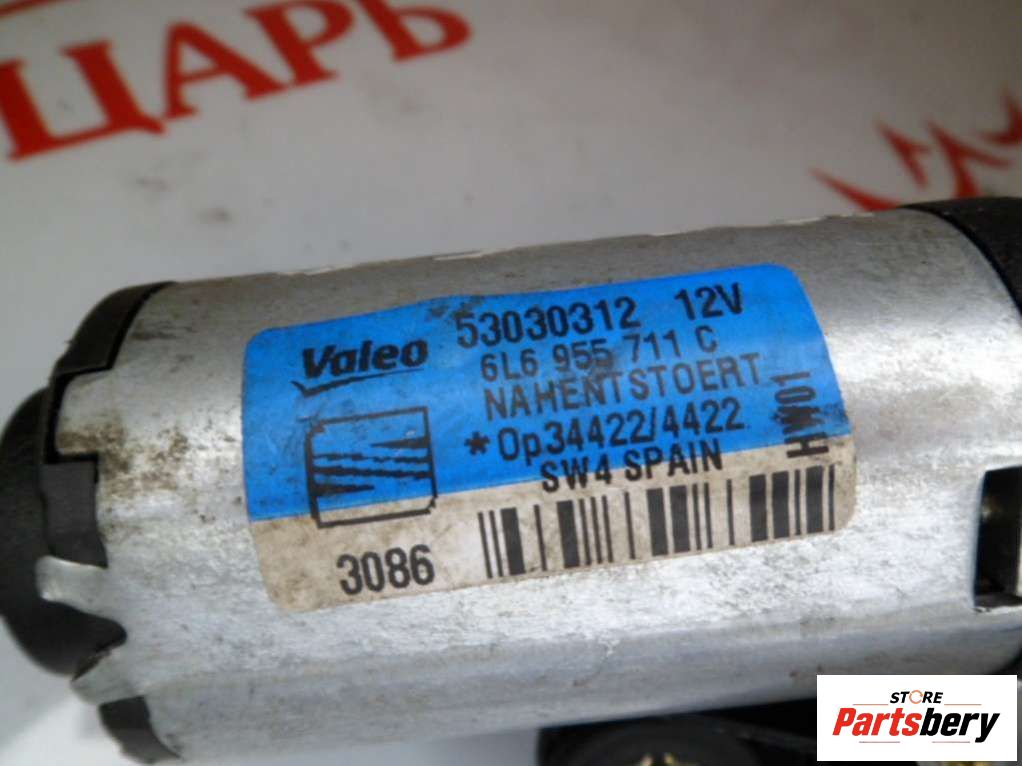 ЦАРЬ
Valeo 53030312 12V
6L6 955 711 C
NAHENTSTOERT
*Op34422/4422
SW4 SPAIN
HW01
3086
STORE
Partsbery